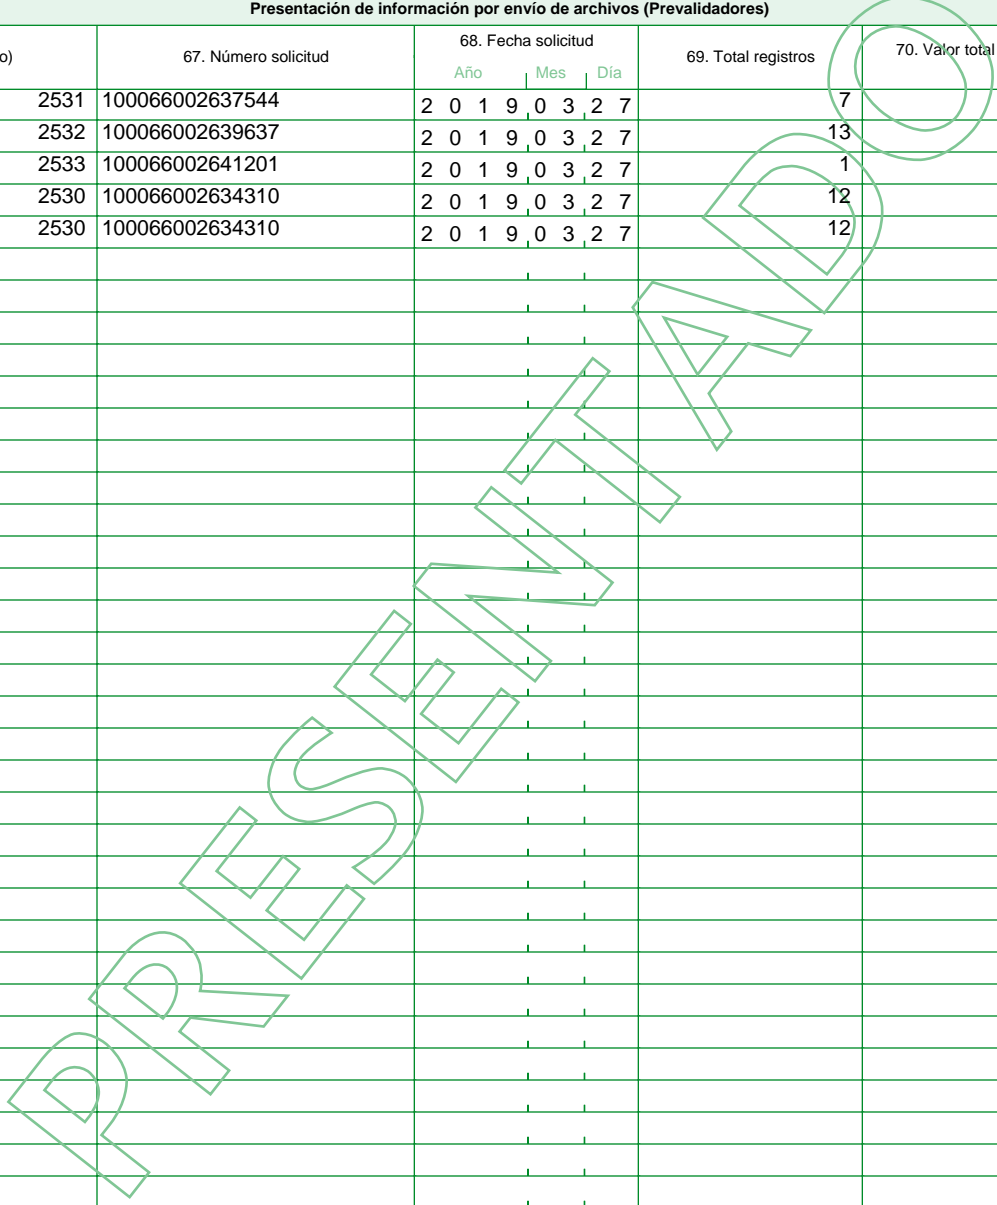 Presentación de información por envío de archivos (Prevalidadores)
o) 67. Número solicitud 68. Fecha solicitud 69. Total registros 70. Valor total
Año Mes Día
2531 100066002637544 2 0 1 9 0 3 2 7 7
2532 100066002639637 2 0 1 9 0 3 2 7 13
2533 100066002641201 2 0 1 9 0 3 2 7 1
2530 100066002634310 2 0 1 9 0 3 2 7 12
2530 100066002634310 2 0 1 9 0 3 2 7 12
PRESENTADO